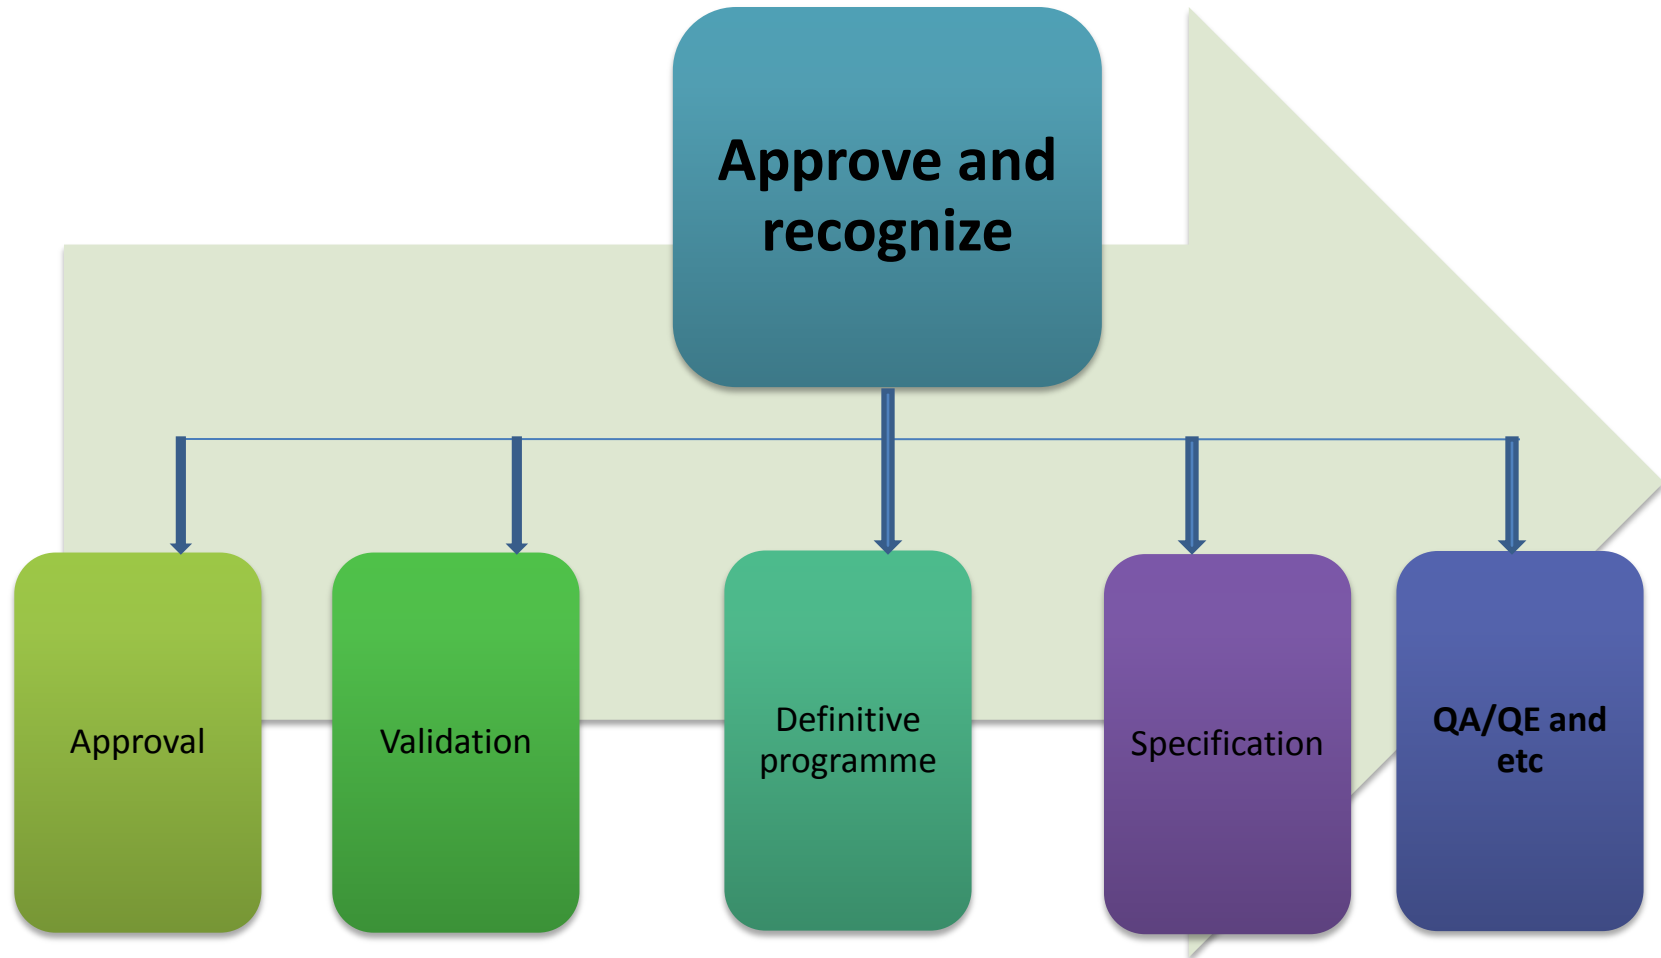 Approve and
recognize
Approval
Validation
Definitive
programme
Specification
QA/QE and
etc